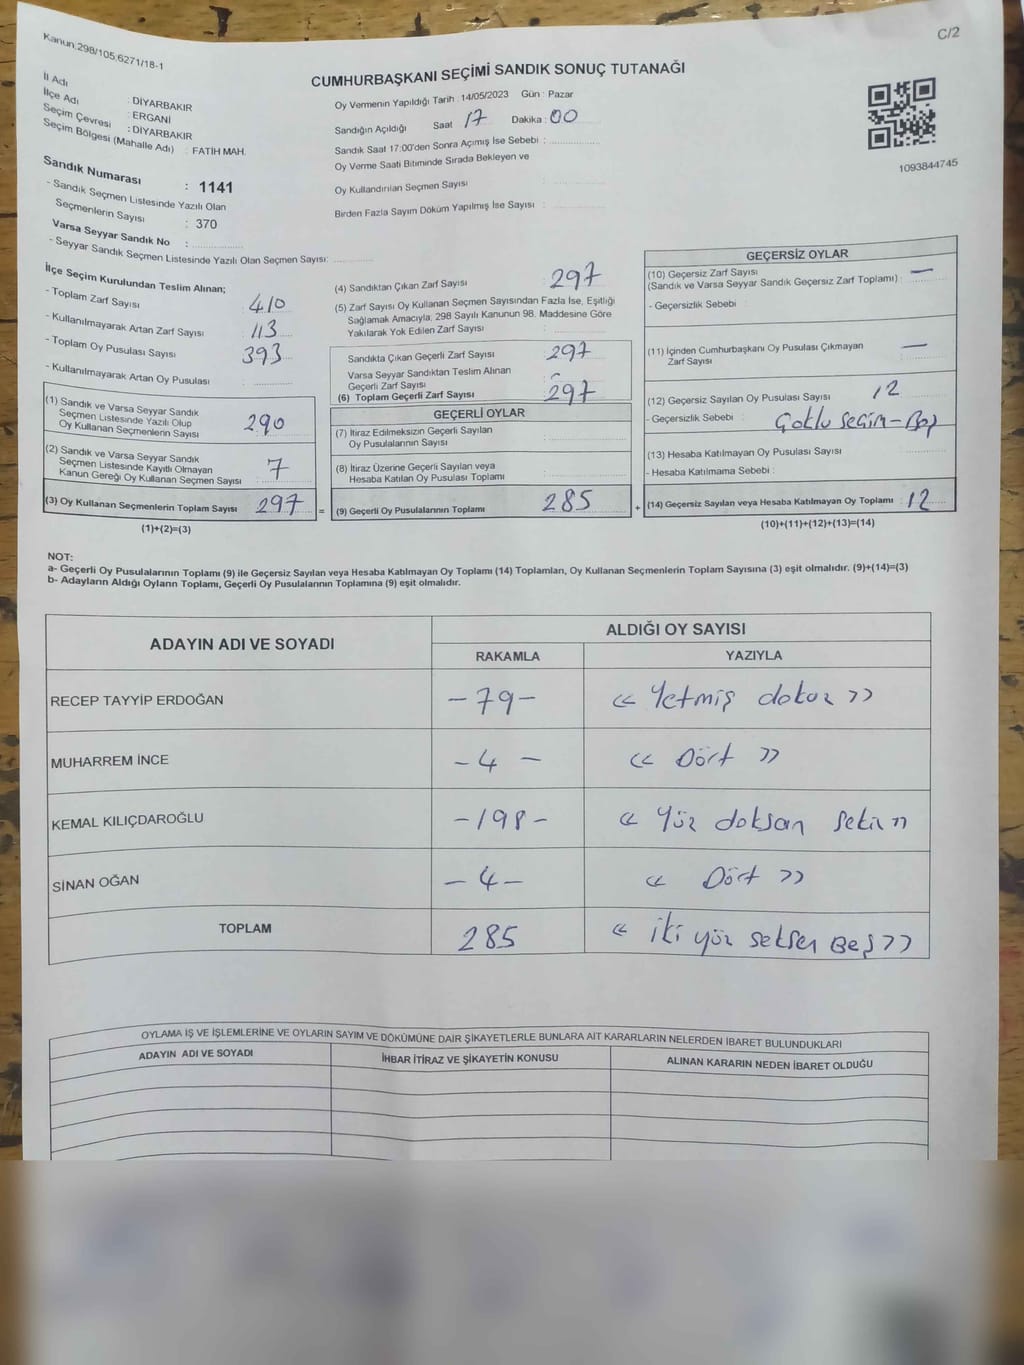 Kanun;298/105,6271/18-1
C/2
CUMHURBAŞKANI SEÇİMİ SANDIK SONUÇ TUTANAĞI
İl Adı : DİYARBAKIR
İlçe Adı : ERGANİ
Seçim Çevresi : DİYARBAKIR
Seçim Bölgesi (Mahalle Adı) : FATİH MAH.
Sandık Numarası : 1141
- Sandık Seçmen Listesinde Yazılı Olan
Seçmenlerin Sayısı : 370
Varsa Seyyar Sandık No :
- Seyyar Sandık Seçmen Listesinde Yazılı Olan Seçmen Sayısı:
Oy Vermenin Yapıldığı Tarih : 14/05/2023 Gün : Pazar
Sandığın Açıldığı Saat 17 Dakika : 00
Sandık Saat 17:00'den Sonra Açımış İse Sebebi :
Oy Verme Saati Bitiminde Sırada Bekleyen ve
Oy Kullandırılan Seçmen Sayısı :
Birden Fazla Sayım Döküm Yapılmış İse Sayısı :
1093844745
İlçe Seçim Kurulundan Teslim Alınan;
- Toplam Zarf Sayısı 410
- Kullanılmayarak Artan Zarf Sayısı 113
- Toplam Oy Pusulası Sayısı 393
- Kullanılmayarak Artan Oy Pusulası :
(1) Sandık ve Varsa Seyyar Sandık
Seçmen Listesinde Yazılı Olup
Oy Kullanan Seçmenlerin Sayısı 290
(2) Sandık ve Varsa Seyyar Sandık
Seçmen Listesinde Kayıtlı Olmayan
Kanun Gereği Oy Kullanan Seçmen Sayısı : 7
(3) Oy Kullanan Seçmenlerin Toplam Sayısı 297 =
(1)+(2)=(3)
(4) Sandıktan Çıkan Zarf Sayısı : 297
(5) Zarf Sayısı Oy Kullanan Seçmen Sayısından Fazla İse, Eşitliği
Sağlamak Amacıyla, 298 Sayılı Kanunun 98. Maddesine Göre
Yakılarak Yok Edilen Zarf Sayısı :
Sandıkta Çıkan Geçerli Zarf Sayısı : 297
Varsa Seyyar Sandıktan Teslim Alınan
Geçerli Zarf Sayısı :
(6) Toplam Geçerli Zarf Sayısı 297
GEÇERLİ OYLAR
(7) İtiraz Edilmeksizin Geçerli Sayılan
Oy Pusulalarının Sayısı :
(8) İtiraz Üzerine Geçerli Sayılan veya
Hesaba Katılan Oy Pusulası Toplamı :
(9) Geçerli Oy Pusulalarının Toplamı 285 +
GEÇERSİZ OYLAR
(10) Geçersiz Zarf Sayısı
(Sandık ve Varsa Seyyar Sandık Geçersiz Zarf Toplamı) : —
- Geçersizlik Sebebi :
(11) İçinden Cumhurbaşkanı Oy Pusulası Çıkmayan
Zarf Sayısı : —
(12) Geçersiz Sayılan Oy Pusulası Sayısı : 12
- Geçersizlik Sebebi : Çoklu seçim-Boş
(13) Hesaba Katılmayan Oy Pusulası Sayısı :
- Hesaba Katılmama Sebebi :
(14) Geçersiz Sayılan veya Hesaba Katılmayan Oy Toplamı : 12
(10)+(11)+(12)+(13)=(14)
NOT:
a- Geçerli Oy Pusulalarının Toplamı (9) ile Geçersiz Sayılan veya Hesaba Katılmayan Oy Toplamı (14) Toplamları, Oy Kullanan Seçmenlerin Toplam Sayısına (3) eşit olmalıdır. (9)+(14)=(3)
b- Adayların Aldığı Oyların Toplamı, Geçerli Oy Pusulalarının Toplamına (9) eşit olmalıdır.
ADAYIN ADI VE SOYADI ALDIĞI OY SAYISI
RAKAMLA YAZIYLA
RECEP TAYYİP ERDOĞAN -79- << Yetmiş dokuz >>
MUHARREM İNCE -4- << Dört >>
KEMAL KILIÇDAROĞLU -198- << Yüz doksan sekiz >>
SİNAN OĞAN -4- << Dört >>
TOPLAM 285 << iki yüz seksen Beş >>
OYLAMA İŞ VE İŞLEMLERİNE VE OYLARIN SAYIM VE DÖKÜMÜNE DAİR ŞİKAYETLERLE BUNLARA AİT KARARLARIN NELERDEN İBARET BULUNDUKLARI
ADAYIN ADI VE SOYADI İHBAR İTİRAZ VE ŞİKAYETİN KONUSU ALINAN KARARIN NEDEN İBARET OLDUĞU